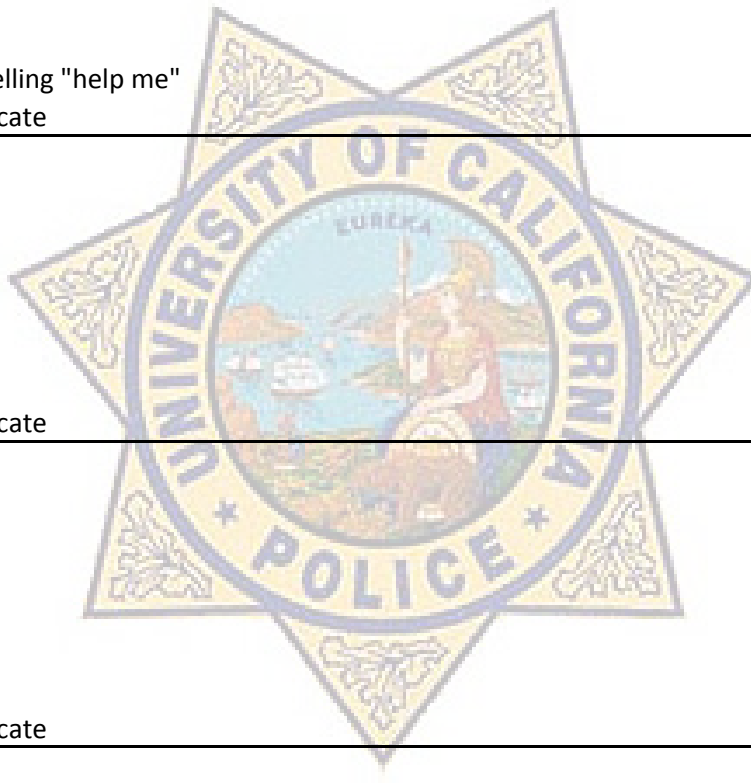 elling "help me"
cate
UNIVERSITY OF CALIFORNIA
EUREKA
cate
POLICE
cate